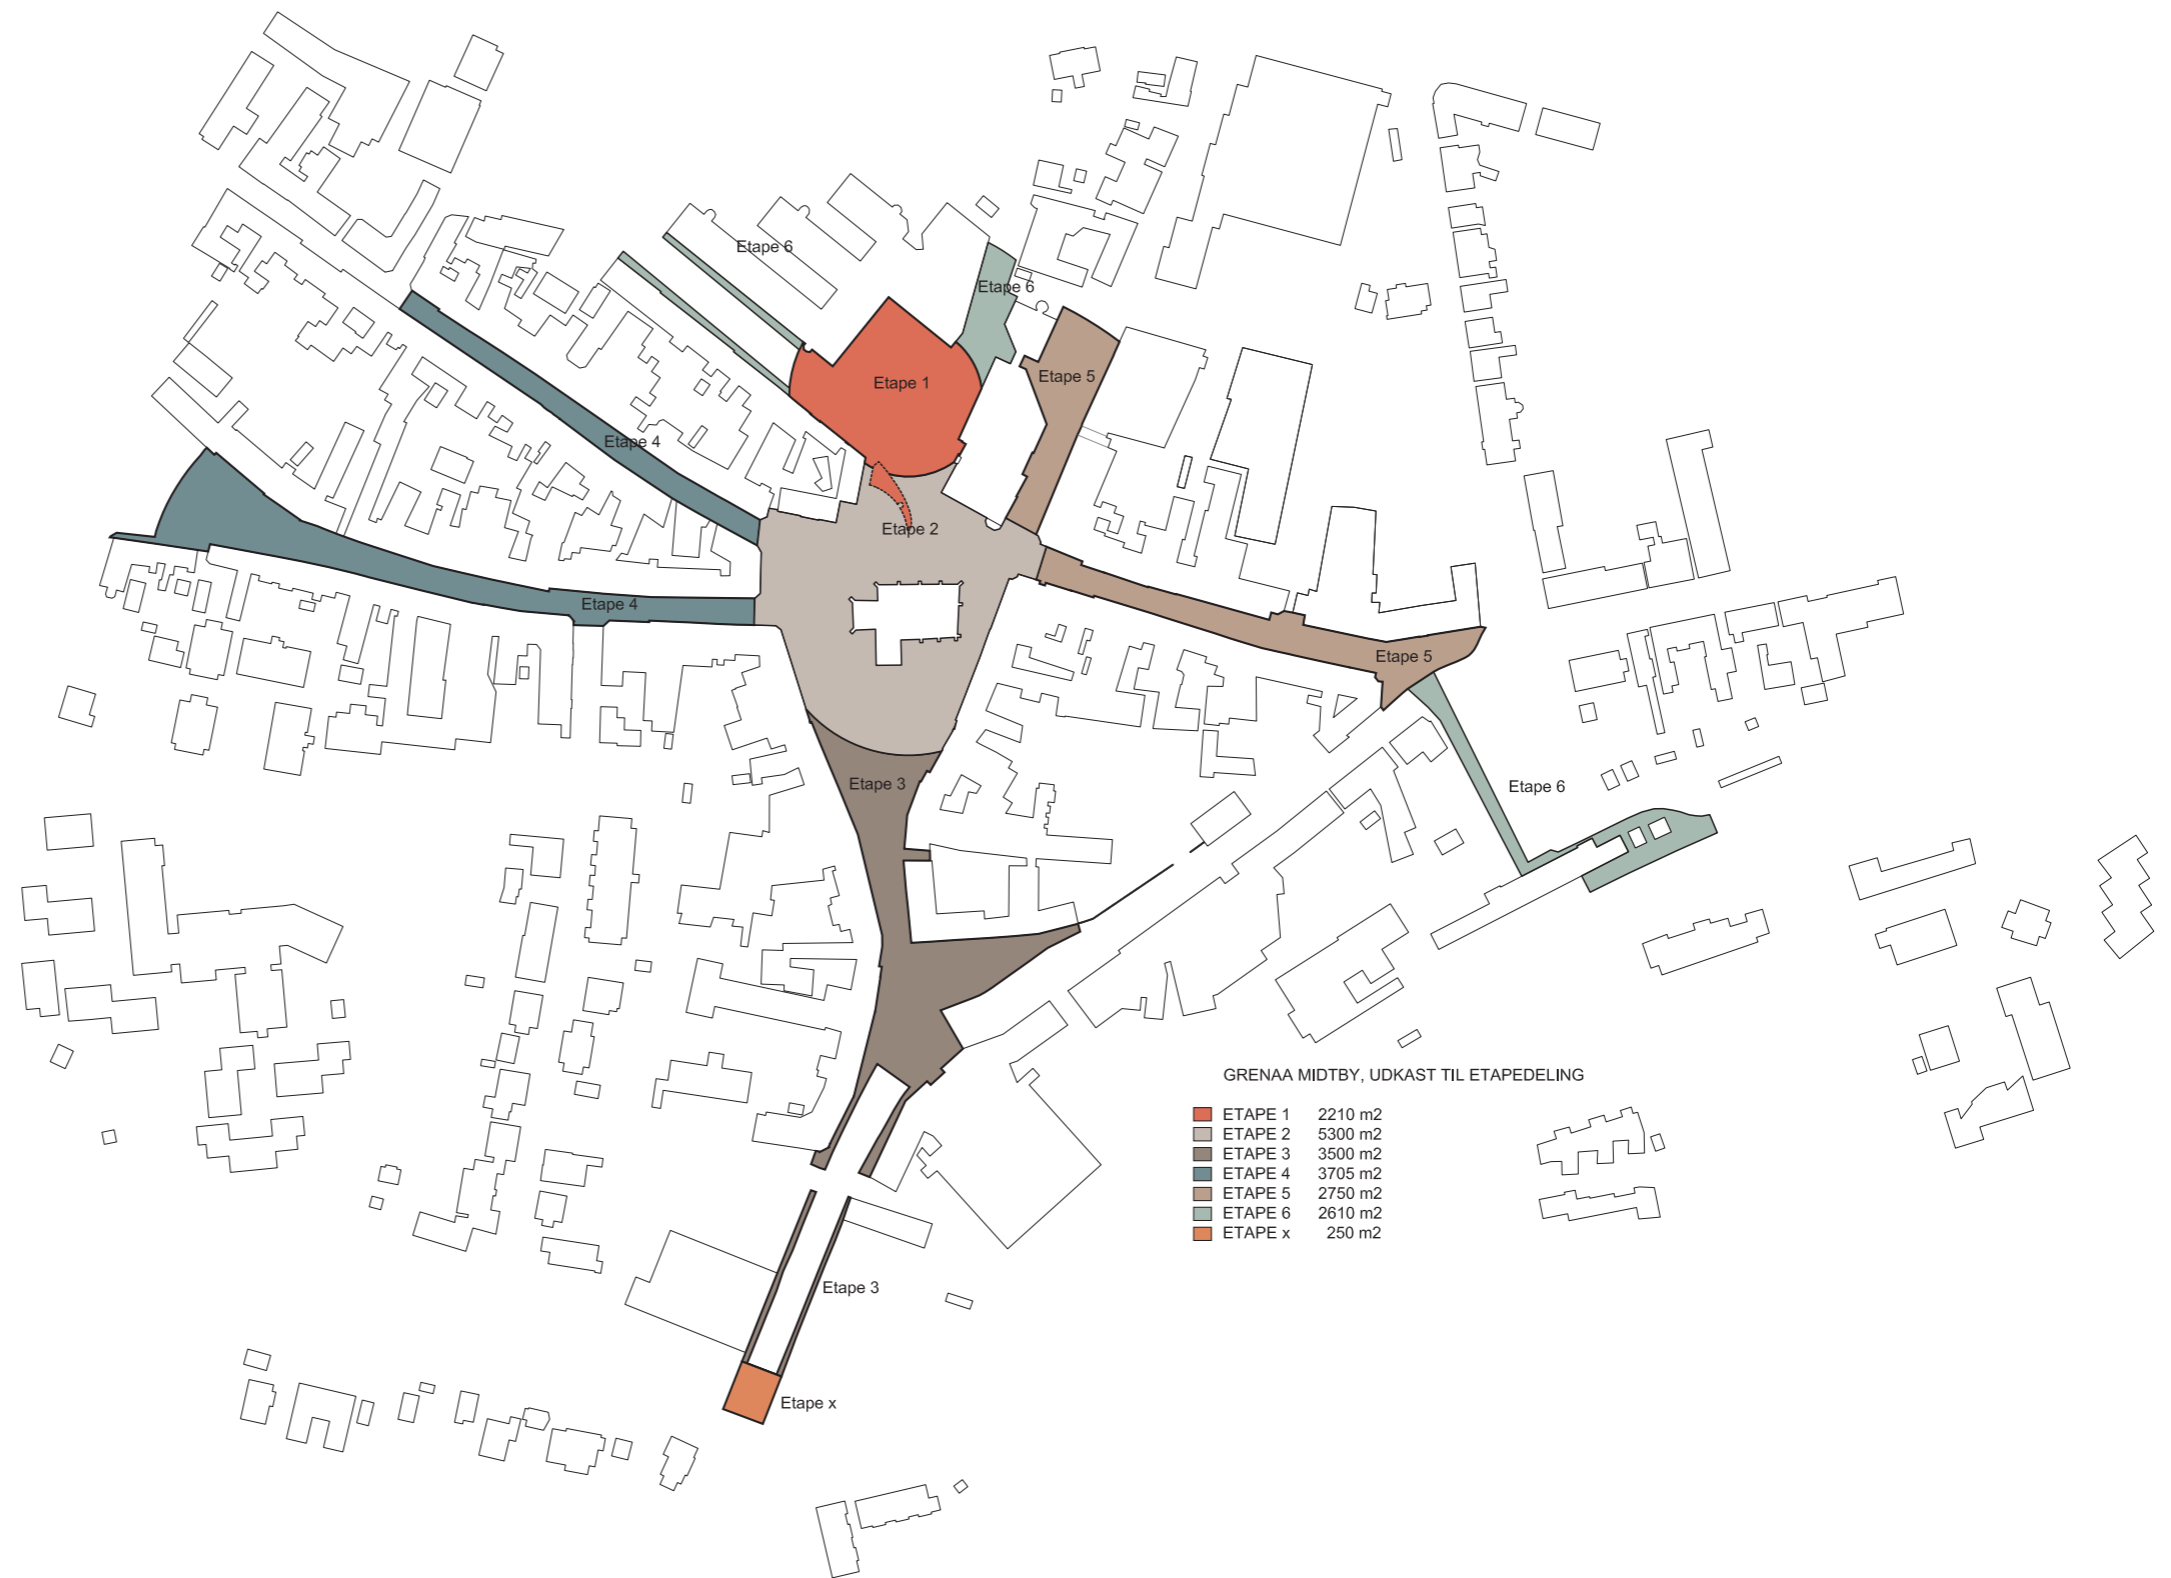 Etape 6
Etape 6
Etape 1
Etape 5
Etape 4
Etape 2
Etape 4
Etape 5
Etape 3
Etape 6
GRENAA MIDTBY, UDKAST TIL ETAPEDELING
ETAPE 1 2210 m2
ETAPE 2 5300 m2
ETAPE 3 3500 m2
ETAPE 4 3705 m2
ETAPE 5 2750 m2
ETAPE 6 2610 m2
ETAPE x 250 m2
Etape 3
Etape x